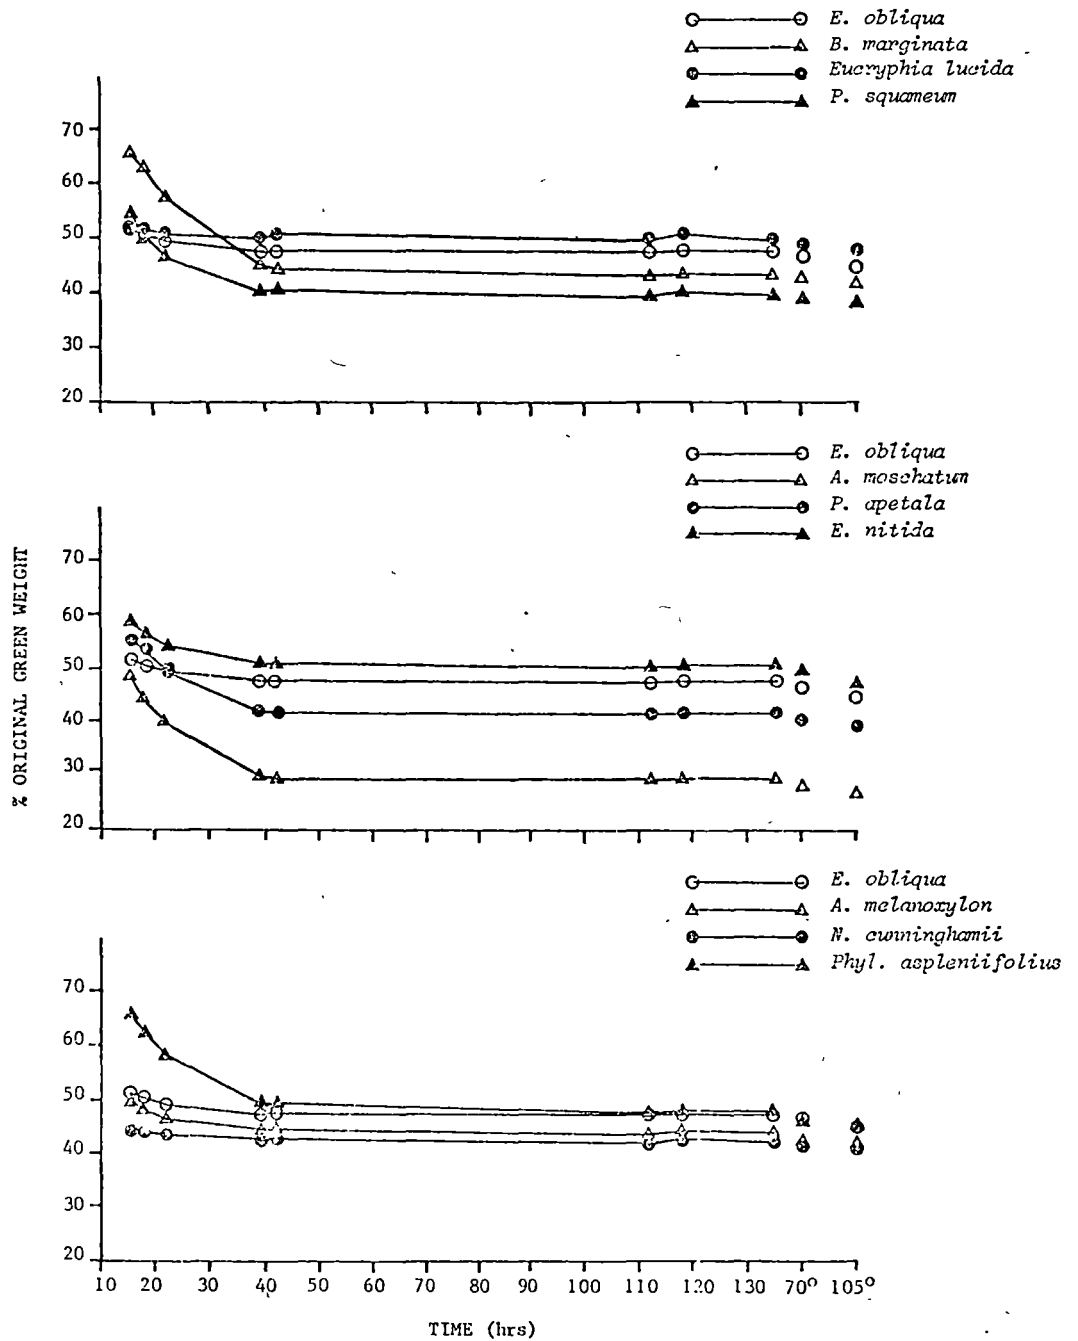 E. obliqua
B. marginata
Eucryphia lucida
P. squameum
70
60
50
40
30
20
E. obliqua
A. moschatum
P. apetala
E. nitida
70
60
50
40
30
20
% ORIGINAL GREEN WEIGHT
E. obliqua
A. melanoxylon
N. cunninghamii
Phyl. aspleniifolius
70
60
50
40
30
20
10 20 30 40 50 60 70 80 90 100 110 120 130 70º 105º
TIME (hrs)